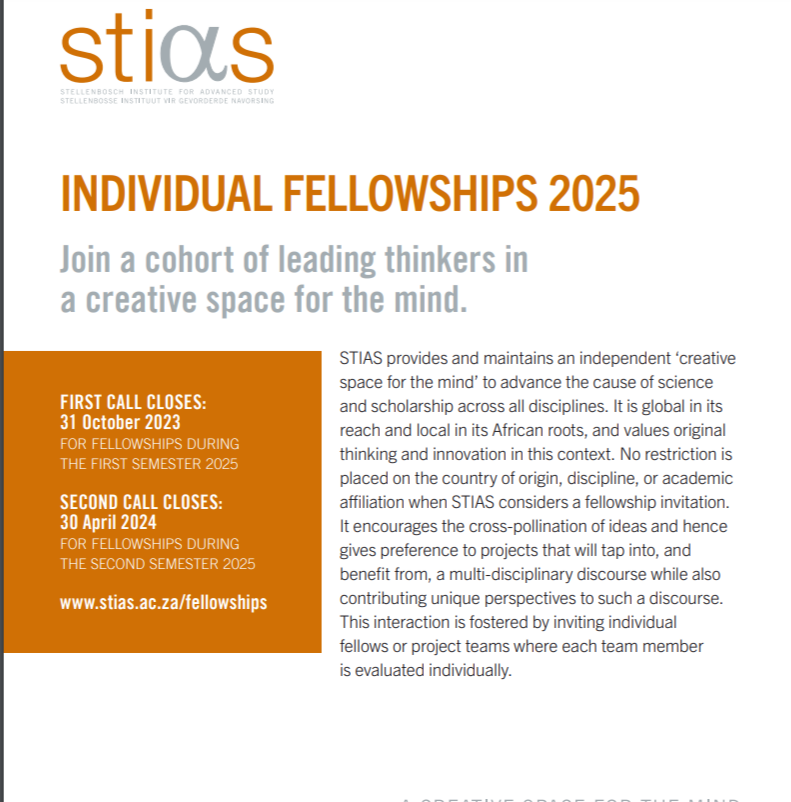 stias
STELLENBOSCH INSTITUTE FOR ADVANCED STUDY
STELLENBOSSE INSTITUUT VIR GEVORDERDE NAVORSING
INDIVIDUAL FELLOWSHIPS 2025
Join a cohort of leading thinkers in
a creative space for the mind.
FIRST CALL CLOSES:
31 October 2023
FOR FELLOWSHIPS DURING
THE FIRST SEMESTER 2025
SECOND CALL CLOSES:
30 April 2024
FOR FELLOWSHIPS DURING
THE SECOND SEMESTER 2025
www.stias.ac.za/fellowships
STIAS provides and maintains an independent ‘creative
space for the mind’ to advance the cause of science
and scholarship across all disciplines. It is global in its
reach and local in its African roots, and values original
thinking and innovation in this context. No restriction is
placed on the country of origin, discipline, or academic
affiliation when STIAS considers a fellowship invitation.
It encourages the cross-pollination of ideas and hence
gives preference to projects that will tap into, and
benefit from, a multi-disciplinary discourse while also
contributing unique perspectives to such a discourse.
This interaction is fostered by inviting individual
fellows or project teams where each team member
is evaluated individually.
A CREATIVE SPACE FOR THE MIND